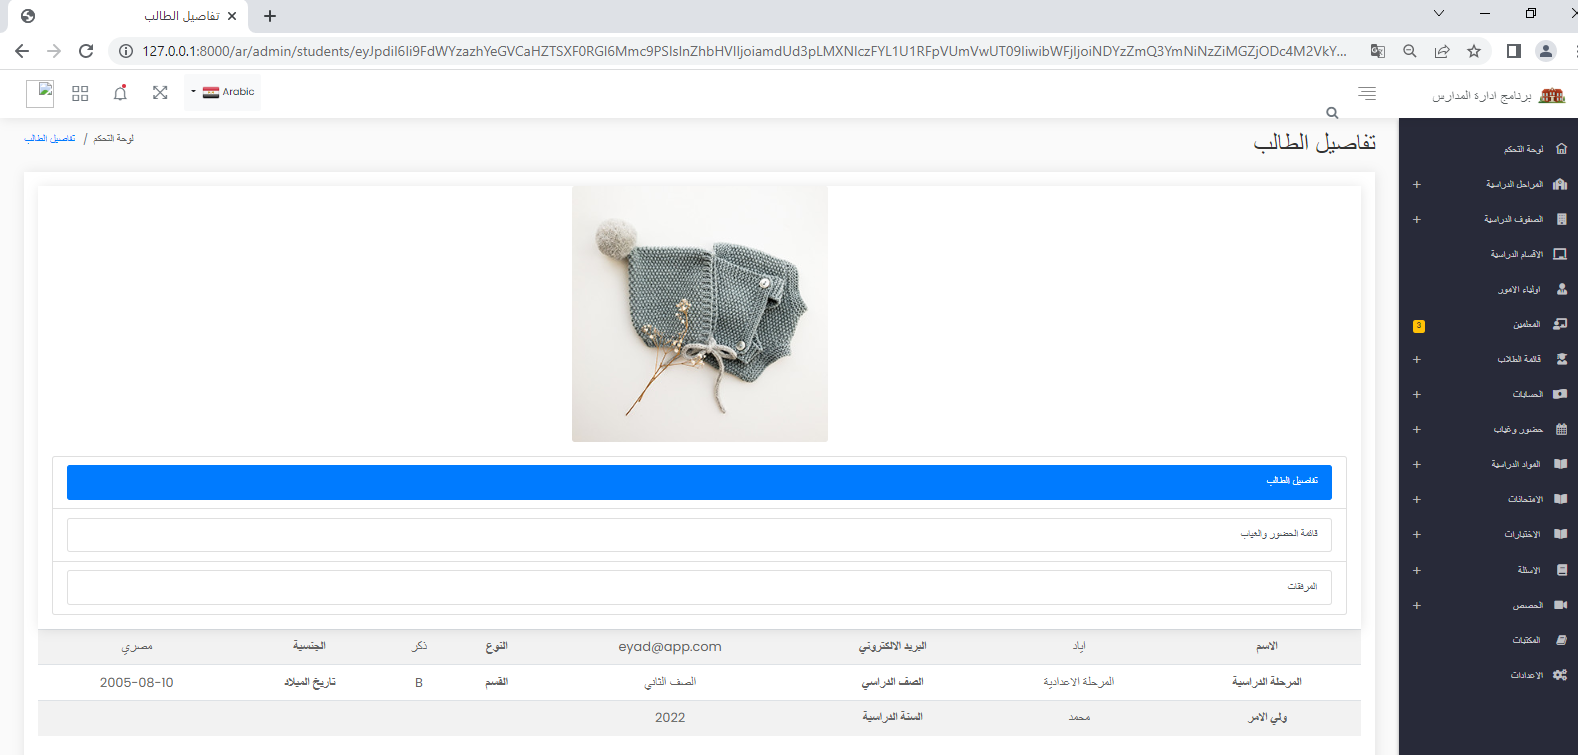 تفاصيل الطالب
127.0.0.1:8000/ar/admin/students/eyJpdiI6Ii9FdWYzazhYeGVCaHZTSXF0RGI6Mmc9PSIsInZhbHVlIjoiamdUd3pLMXNIczFYL1U1RFpVUmVwUT09IiwibWFjIjoiNDYzZmQ3YmNiNzZiMGZjODc4M2VkY...
برنامج ادارة المدارس
Arabic
تفاصيل الطالب
لوحة التحكم / تفاصيل الطالب
لوحة التحكم
المراحل الدراسية +
الصفوف الدراسية +
الاقسام الدراسية
اولياء الامور
المعلمين 3
قائمة الطلاب +
الحسابات +
حضور وغياب +
المواد الدراسية +
الامتحانات +
الاختبارات +
الاسئلة +
الحصص +
المكتبات
الاعدادات
تفاصيل الطالب
قائمة الحضور والغياب
المرفقات
الاسم اياد البريد الالكتروني eyad@app.com النوع ذكر الجنسية مصري
المرحلة الدراسية المرحلة الاعدادية الصف الدراسي الصف الثاني القسم B تاريخ الميلاد 2005-08-10
ولي الامر محمد السنة الدراسية 2022